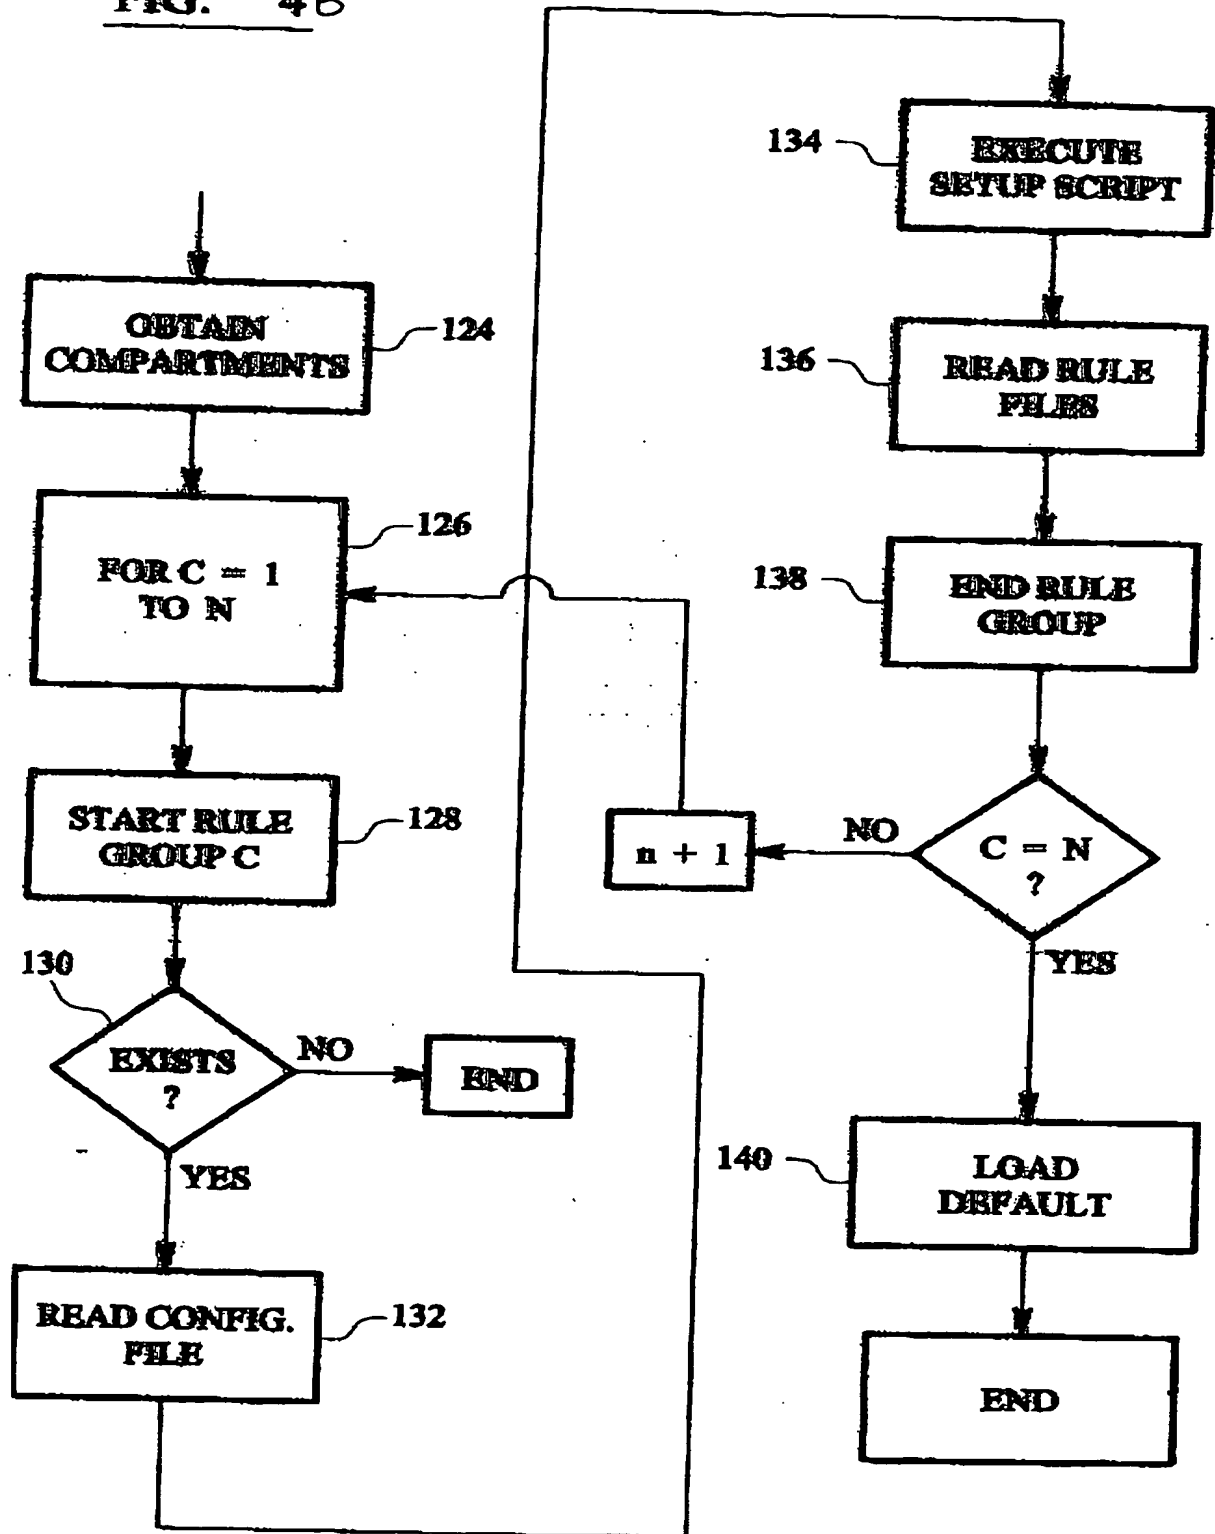 FIG. 4B
OBTAIN
COMPARTMENTS
124
FOR C = 1
TO N
126
START RULE
GROUP C
128
130
EXISTS
?
NO
END
YES
READ CONFIG.
FILE
132
134
EXECUTE
SETUP SCRIPT
136
READ RULE
FILES
138
END RULE
GROUP
C = N
?
NO
n + 1
YES
140
LOAD
DEFAULT
END